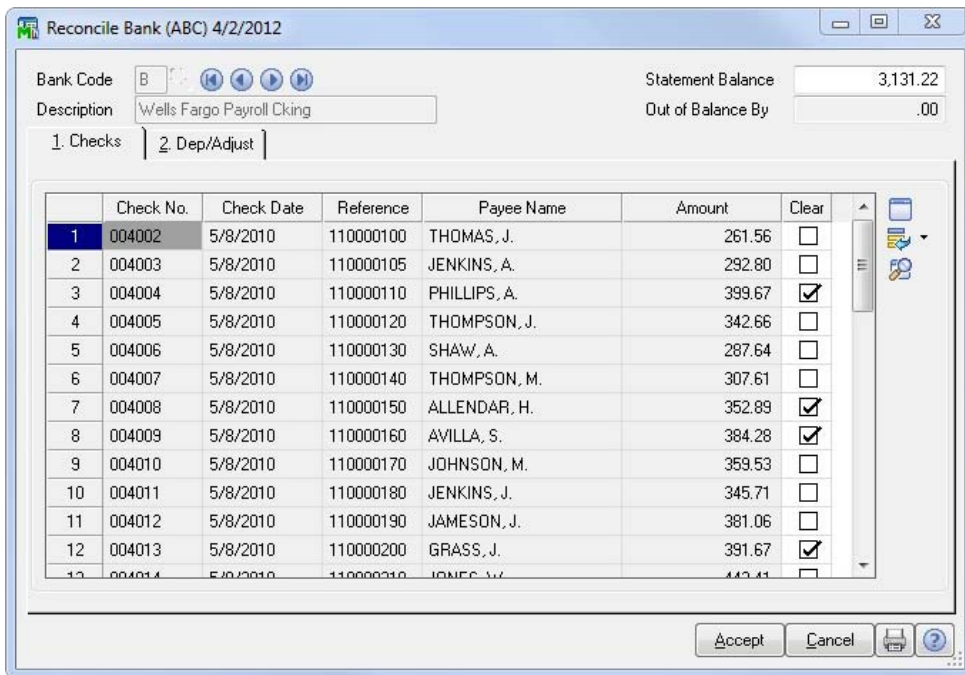 Reconcile Bank (ABC) 4/2/2012
Bank Code B Statement Balance 3,131.22
Description Wells Fargo Payroll Cking Out of Balance By .00
1. Checks 2. Dep/Adjust
Check No. Check Date Reference Payee Name Amount Clear
1 004002 5/8/2010 110000100 THOMAS, J. 261.56
2 004003 5/8/2010 110000105 JENKINS, A. 292.80
3 004004 5/8/2010 110000110 PHILLIPS, A. 399.67
4 004005 5/8/2010 110000120 THOMPSON, J. 342.66
5 004006 5/8/2010 110000130 SHAW, A. 287.64
6 004007 5/8/2010 110000140 THOMPSON, M. 307.61
7 004008 5/8/2010 110000150 ALLENDAR, H. 352.89
8 004009 5/8/2010 110000160 AVILLA, S. 384.28
9 004010 5/8/2010 110000170 JOHNSON, M. 359.53
10 004011 5/8/2010 110000180 JENKINS, J. 345.71
11 004012 5/8/2010 110000190 JAMESON, J. 381.06
12 004013 5/8/2010 110000200 GRASS, J. 391.67
Accept Cancel